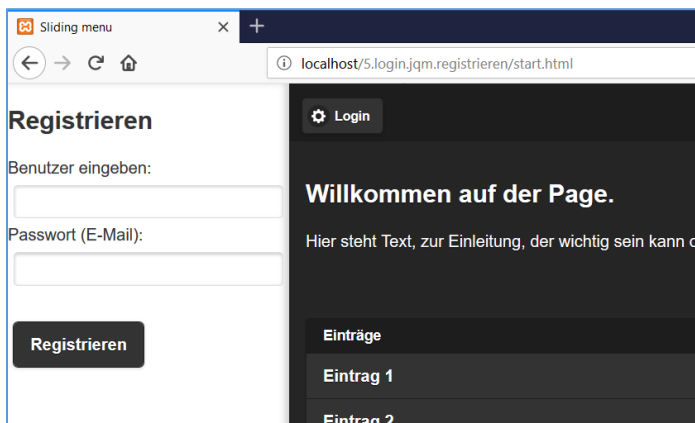 Sliding menu
localhost/5.login.jqm.registrieren/start.html
Registrieren
Benutzer eingeben:
Passwort (E-Mail):
Registrieren
Login
Willkommen auf der Page.
Hier steht Text, zur Einleitung, der wichtig sein kann
Einträge
Eintrag 1
Eintrag 2